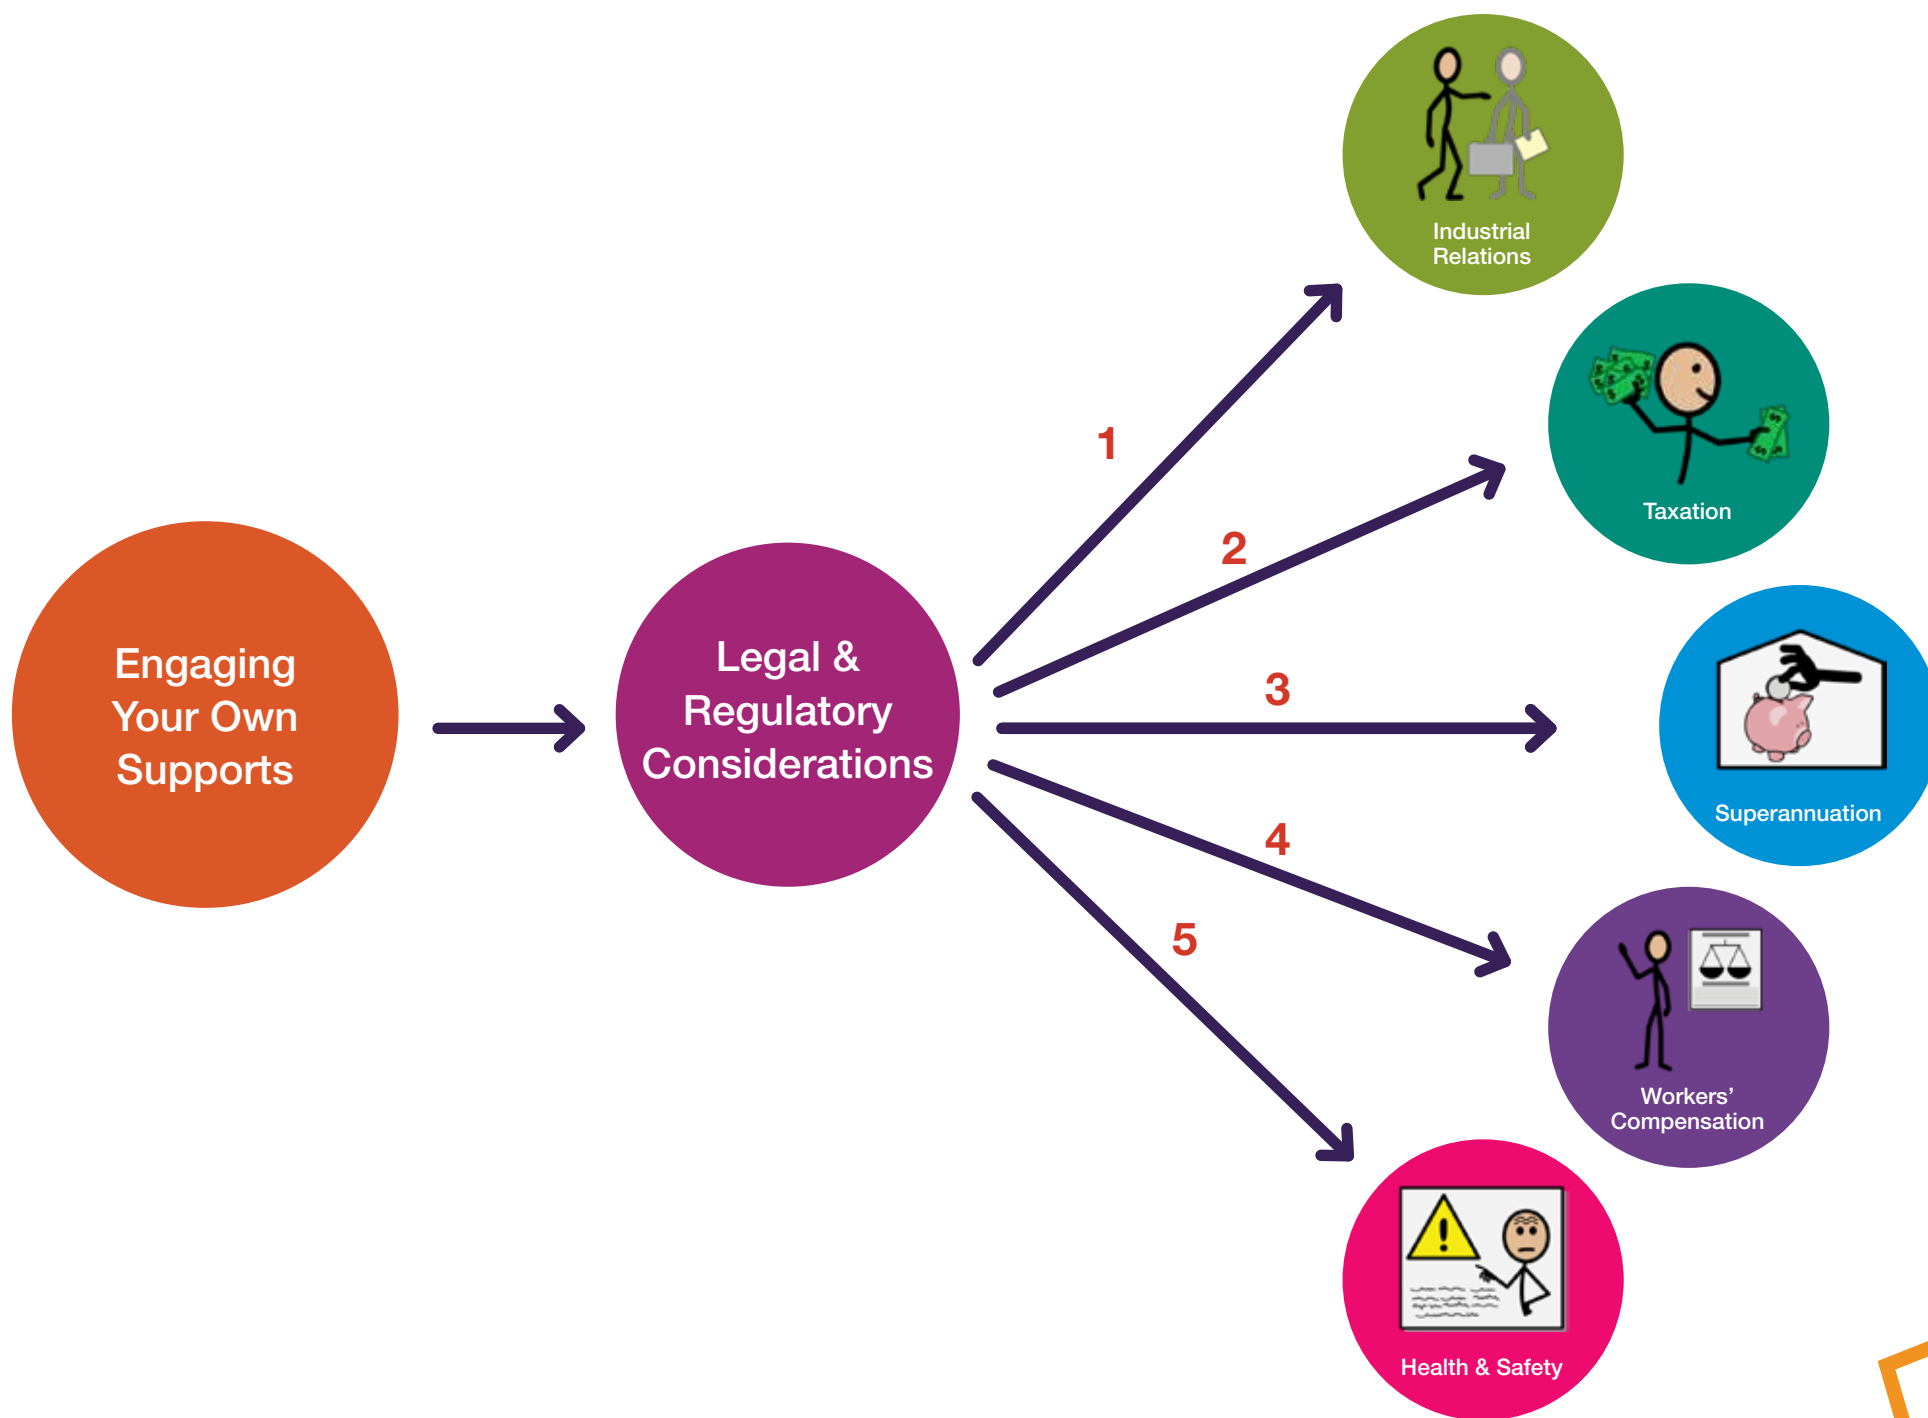 Engaging
Your Own
Supports
Legal &
Regulatory
Considerations
1
Industrial
Relations
2
Taxation
3
Superannuation
4
Workers’
Compensation
5
Health & Safety